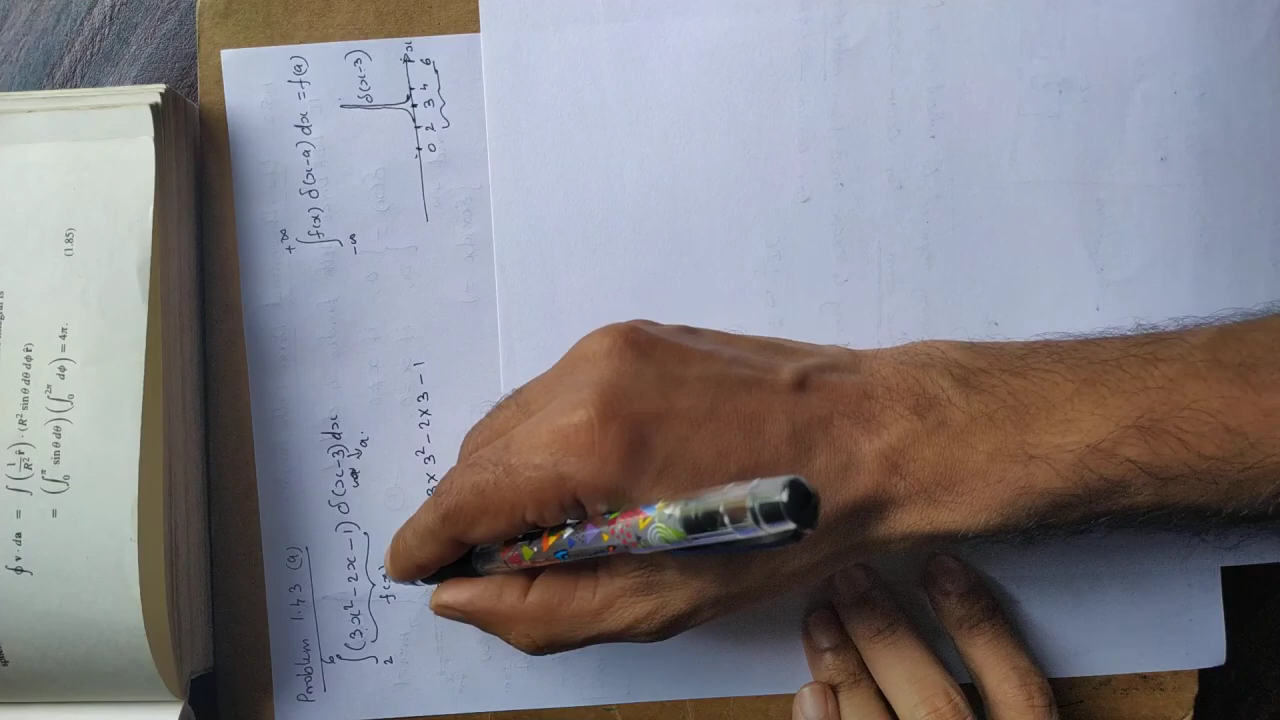 (1.85)
∮ v · da = ∫ (1/R² r̂) · (R² sin θ dθ dφ r̂)
= (∫₀^π sin θ dθ) (∫₀^2π dφ) = 4π.
Problem 1.43 (a)
∫₂⁶ (3x² - 2x - 1) δ(x-3) dx
f(x) a.
3 x 3² - 2 x 3 - 1
∫₋∞⁺∞ f(x) δ(x-a) dx = f(a)
δ(x-3)
x
0 2 3 4 6